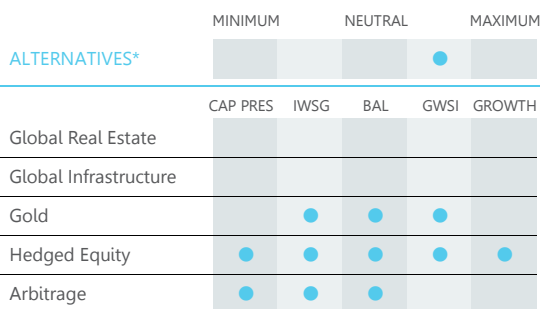 MINIMUM NEUTRAL MAXIMUM
ALTERNATIVES*
CAP PRES IWSG BAL GWSI GROWTH
Global Real Estate
Global Infrastructure
Gold
Hedged Equity
Arbitrage